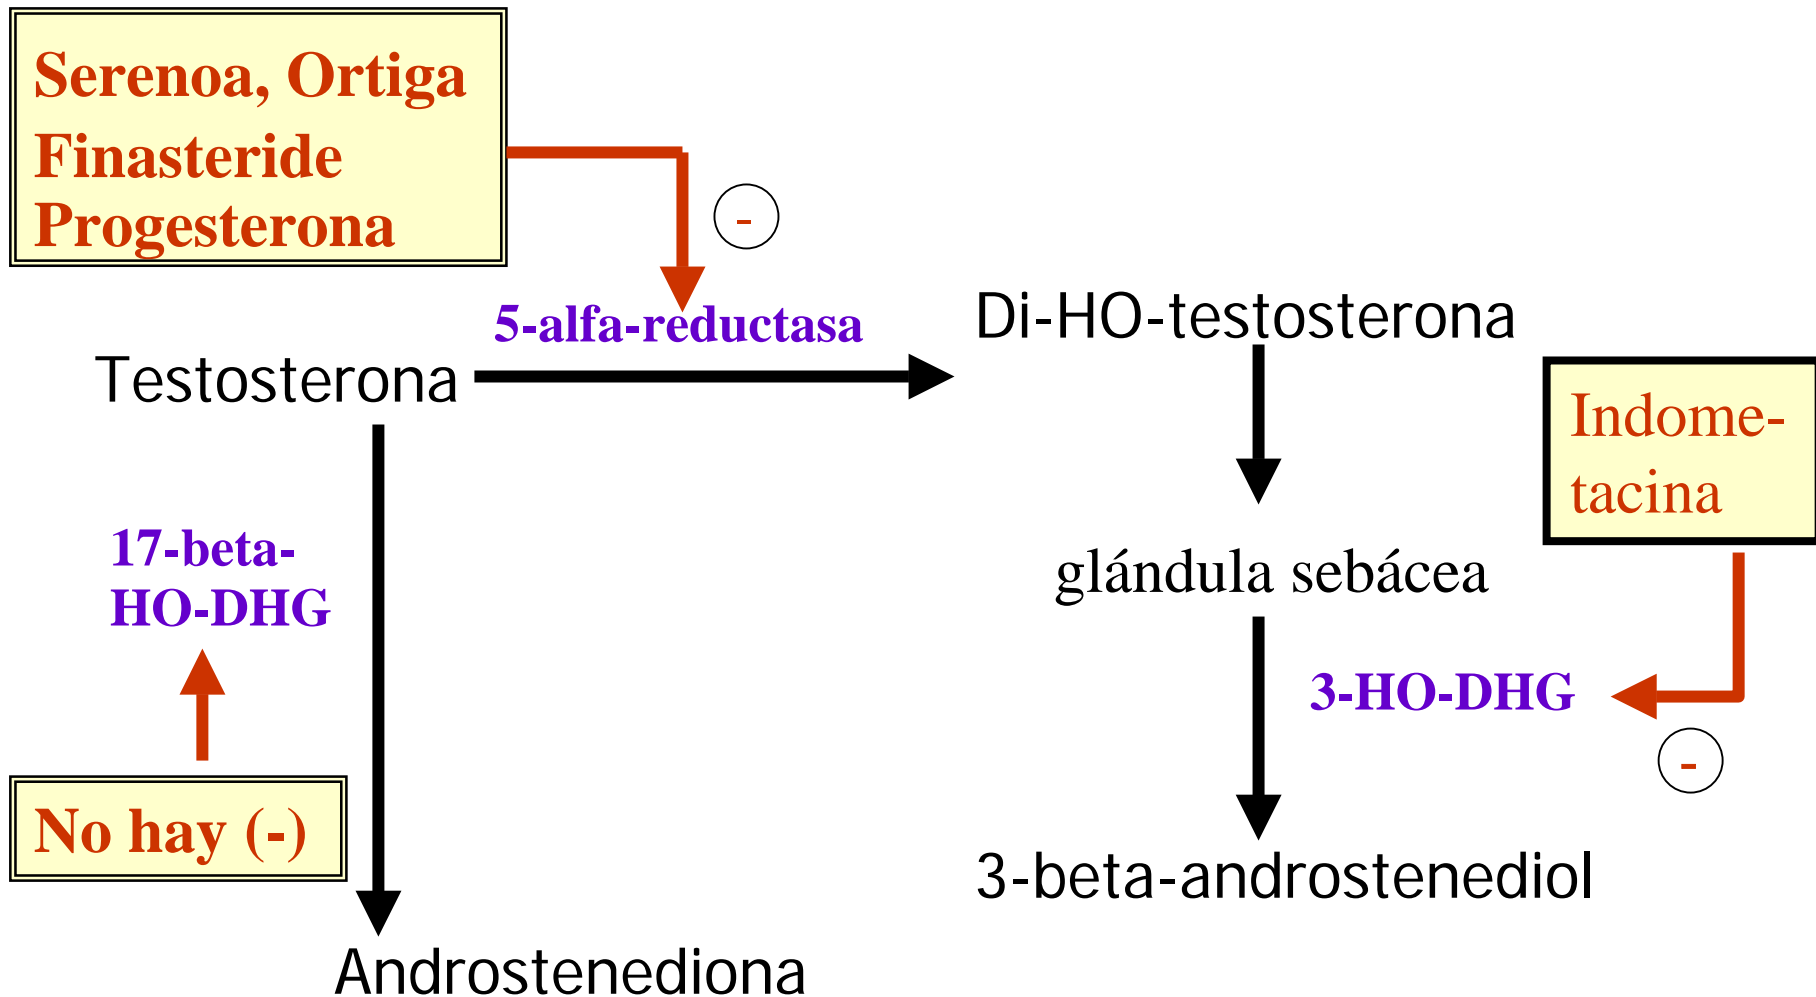 Serenoa, Ortiga
Finasteride
Progesterona
-
5-alfa-reductasa
Di-HO-testosterona
Testosterona
Indome-
tacina
17-beta-
HO-DHG
glándula sebácea
3-HO-DHG
-
No hay (-)
3-beta-androstenediol
Androstenediona